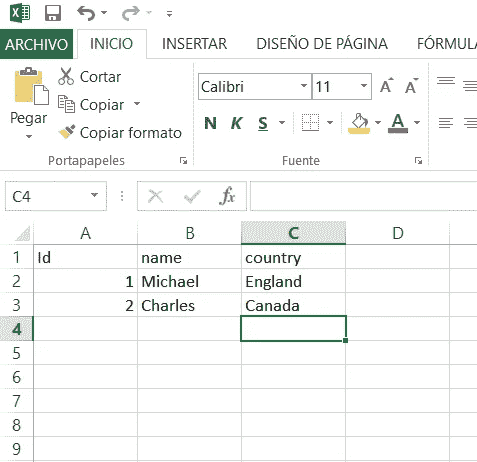 ARCHIVO INICIO INSERTAR DISEÑO DE PÁGINA FÓRMULA
Pegar
Cortar
Copiar
Copiar formato
Portapapeles
Calibri 11 A A
N K S A
Fuente
C4 fx
A B C D
1 Id name country
2 1 Michael England
3 2 Charles Canada
4
5
6
7
8
9